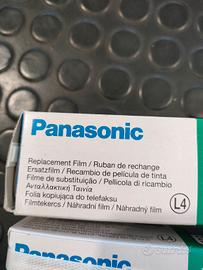 Panasonic
Replacement Film / Ruban de rechange
Ersatzfilm / Recambio de película de tinta
Filme de substituição / Pellicola di ricambio
Ανταλλακτική Ταινία
Folia kopiująca do telefaksu
Filmtekercs / Náhradní film / Náhradný film
L4
Panasonic